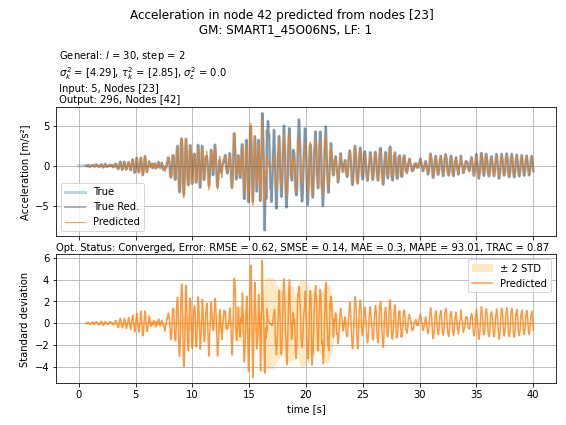 Acceleration in node 42 predicted from nodes [23]
GM: SMART1_45O06NS, LF: 1
General: l = 30, step = 2
σ²ₖ = [4.29], τ²ₖ = [2.85], σ²ε = 0.0
Input: 5, Nodes [23]
Output: 296, Nodes [42]
Acceleration [m/s²]
5
0
−5
True
True Red.
Predicted
Opt. Status: Converged, Error: RMSE = 0.62, SMSE = 0.14, MAE = 0.3, MAPE = 93.01, TRAC = 0.87
Standard deviation
6
4
2
0
−2
−4
± 2 STD
Predicted
0 5 10 15 20 25 30 35 40
time [s]